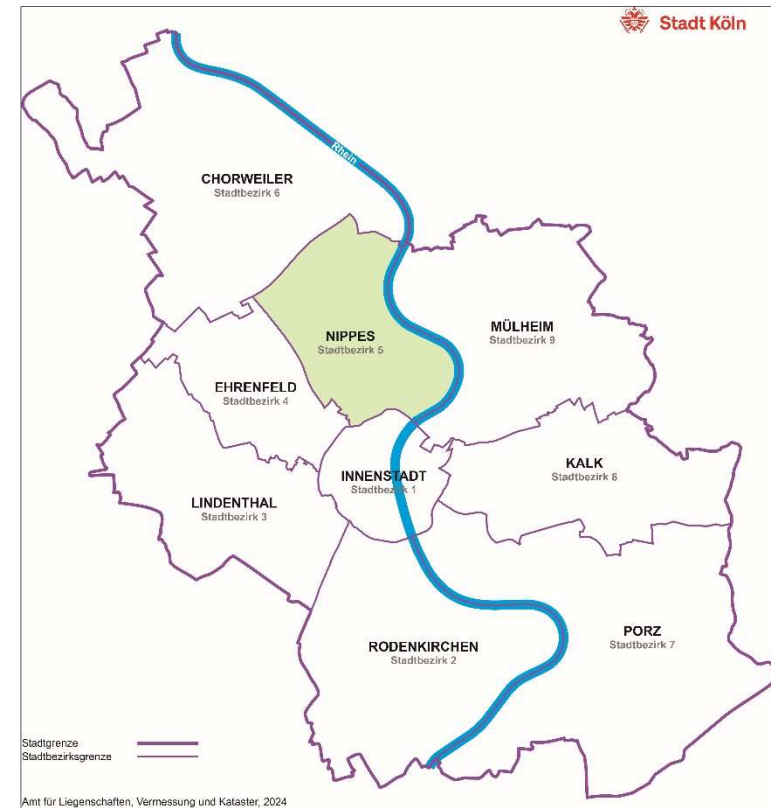 Stadt Köln
Rhein
CHORWEILER
Stadtbezirk 6
NIPPES
Stadtbezirk 5
MÜLHEIM
Stadtbezirk 9
EHRENFELD
Stadtbezirk 4
KALK
Stadtbezirk 8
INNENSTADT
Stadtbezirk 1
LINDENTHAL
Stadtbezirk 3
PORZ
Stadtbezirk 7
RODENKIRCHEN
Stadtbezirk 2
Stadtgrenze
Stadtbezirksgrenze
Amt für Liegenschaften, Vermessung und Kataster, 2024